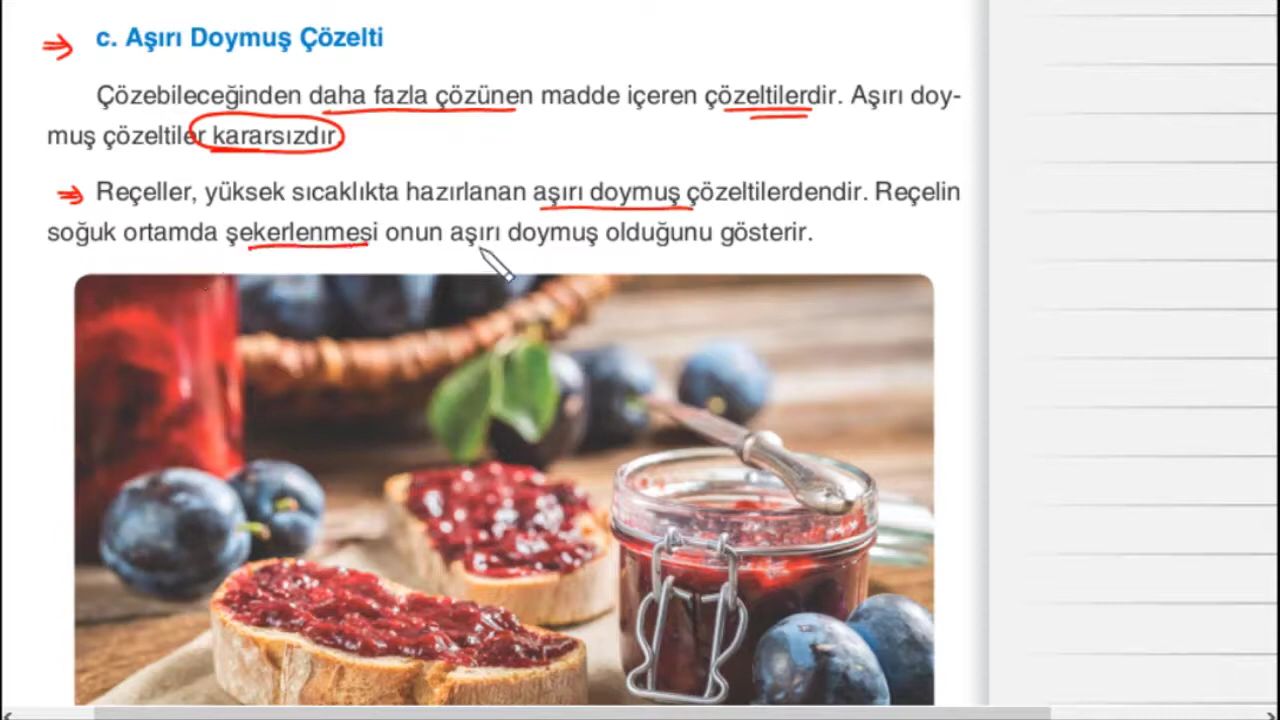 c. Aşırı Doymuş Çözelti
Çözebileceğinden daha fazla çözünen madde içeren çözeltilerdir. Aşırı doy-
muş çözeltiler kararsızdır.
Reçeller, yüksek sıcaklıkta hazırlanan aşırı doymuş çözeltilerdendir. Reçelin
soğuk ortamda şekerlenmesi onun aşırı doymuş olduğunu gösterir.